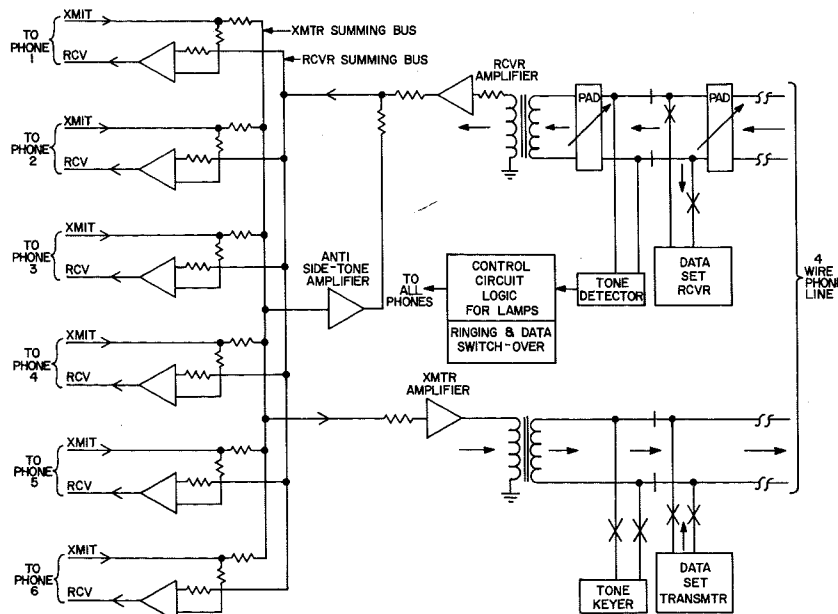 XMIT
TO
PHONE
1
RCV
XMTR SUMMING BUS
RCVR SUMMING BUS
RCVR
AMPLIFIER
PAD
PAD
XMIT
TO
PHONE
2
RCV
XMIT
TO
PHONE
3
RCV
ANTI
SIDE-TONE
AMPLIFIER
TO
ALL
PHONES
CONTROL
CIRCUIT
LOGIC
FOR LAMPS
RINGING & DATA
SWITCH-OVER
TONE
DETECTOR
DATA
SET
RCVR
4
WIRE
PHONE
LINE
XMIT
TO
PHONE
4
RCV
XMTR
AMPLIFIER
XMIT
TO
PHONE
5
RCV
XMIT
TO
PHONE
6
RCV
TONE
KEYER
DATA
SET
TRANSMTR